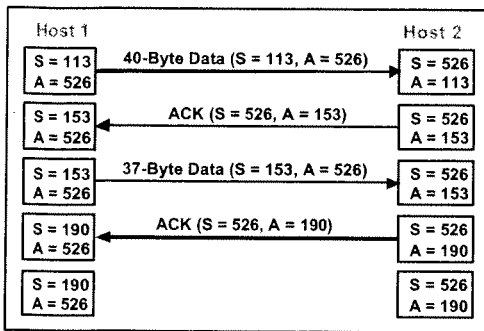 Host 1 Host 2
S = 113 40-Byte Data (S = 113, A = 526) S = 526
A = 526 A = 113
S = 153 ACK (S = 526, A = 153) S = 526
A = 526 A = 153
S = 153 37-Byte Data (S = 153, A = 526) S = 526
A = 526 A = 153
S = 190 ACK (S = 526, A = 190) S = 526
A = 526 A = 190
S = 190 S = 526
A = 526 A = 190